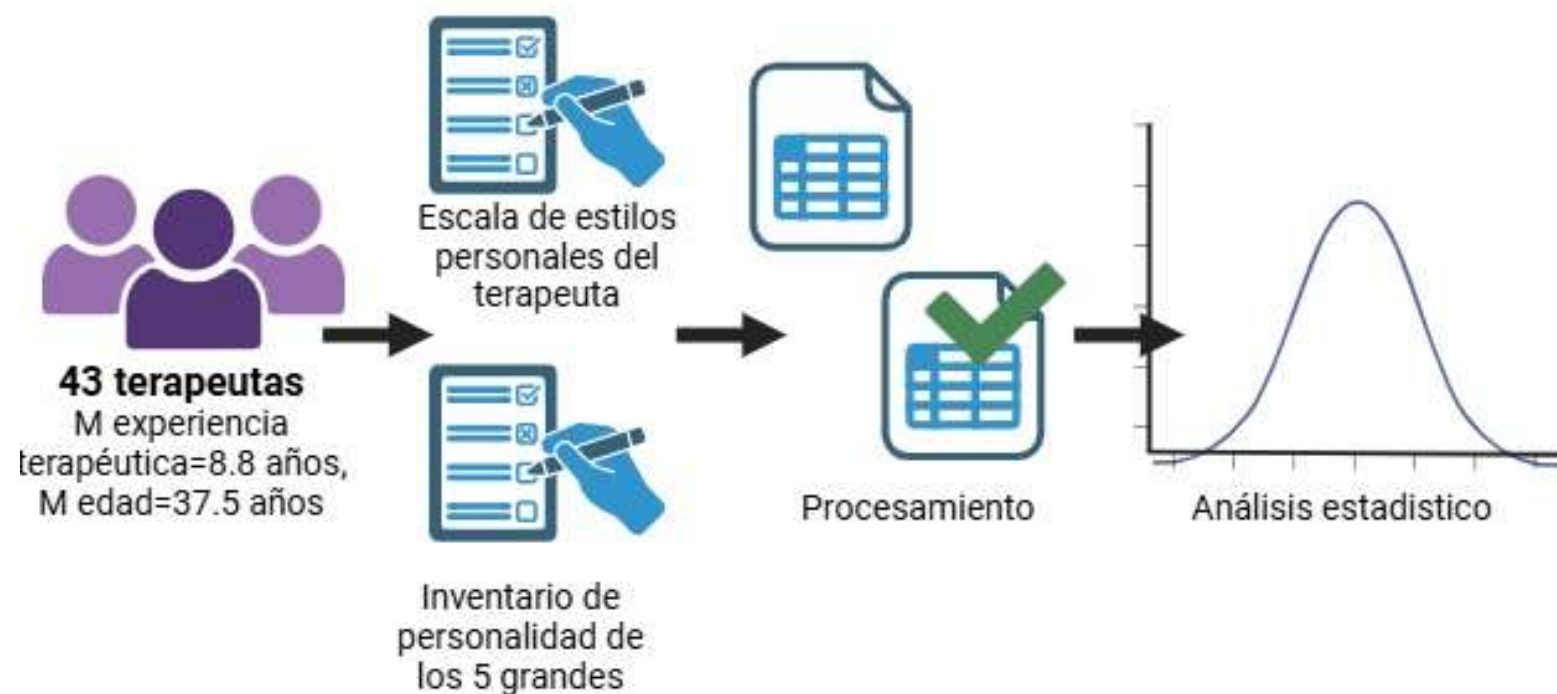 43 terapeutas
M experiencia
terapéutica=8.8 años,
M edad=37.5 años
Escala de estilos
personales del
terapeuta
Inventario de
personalidad de
los 5 grandes
Procesamiento
Análisis estadistico